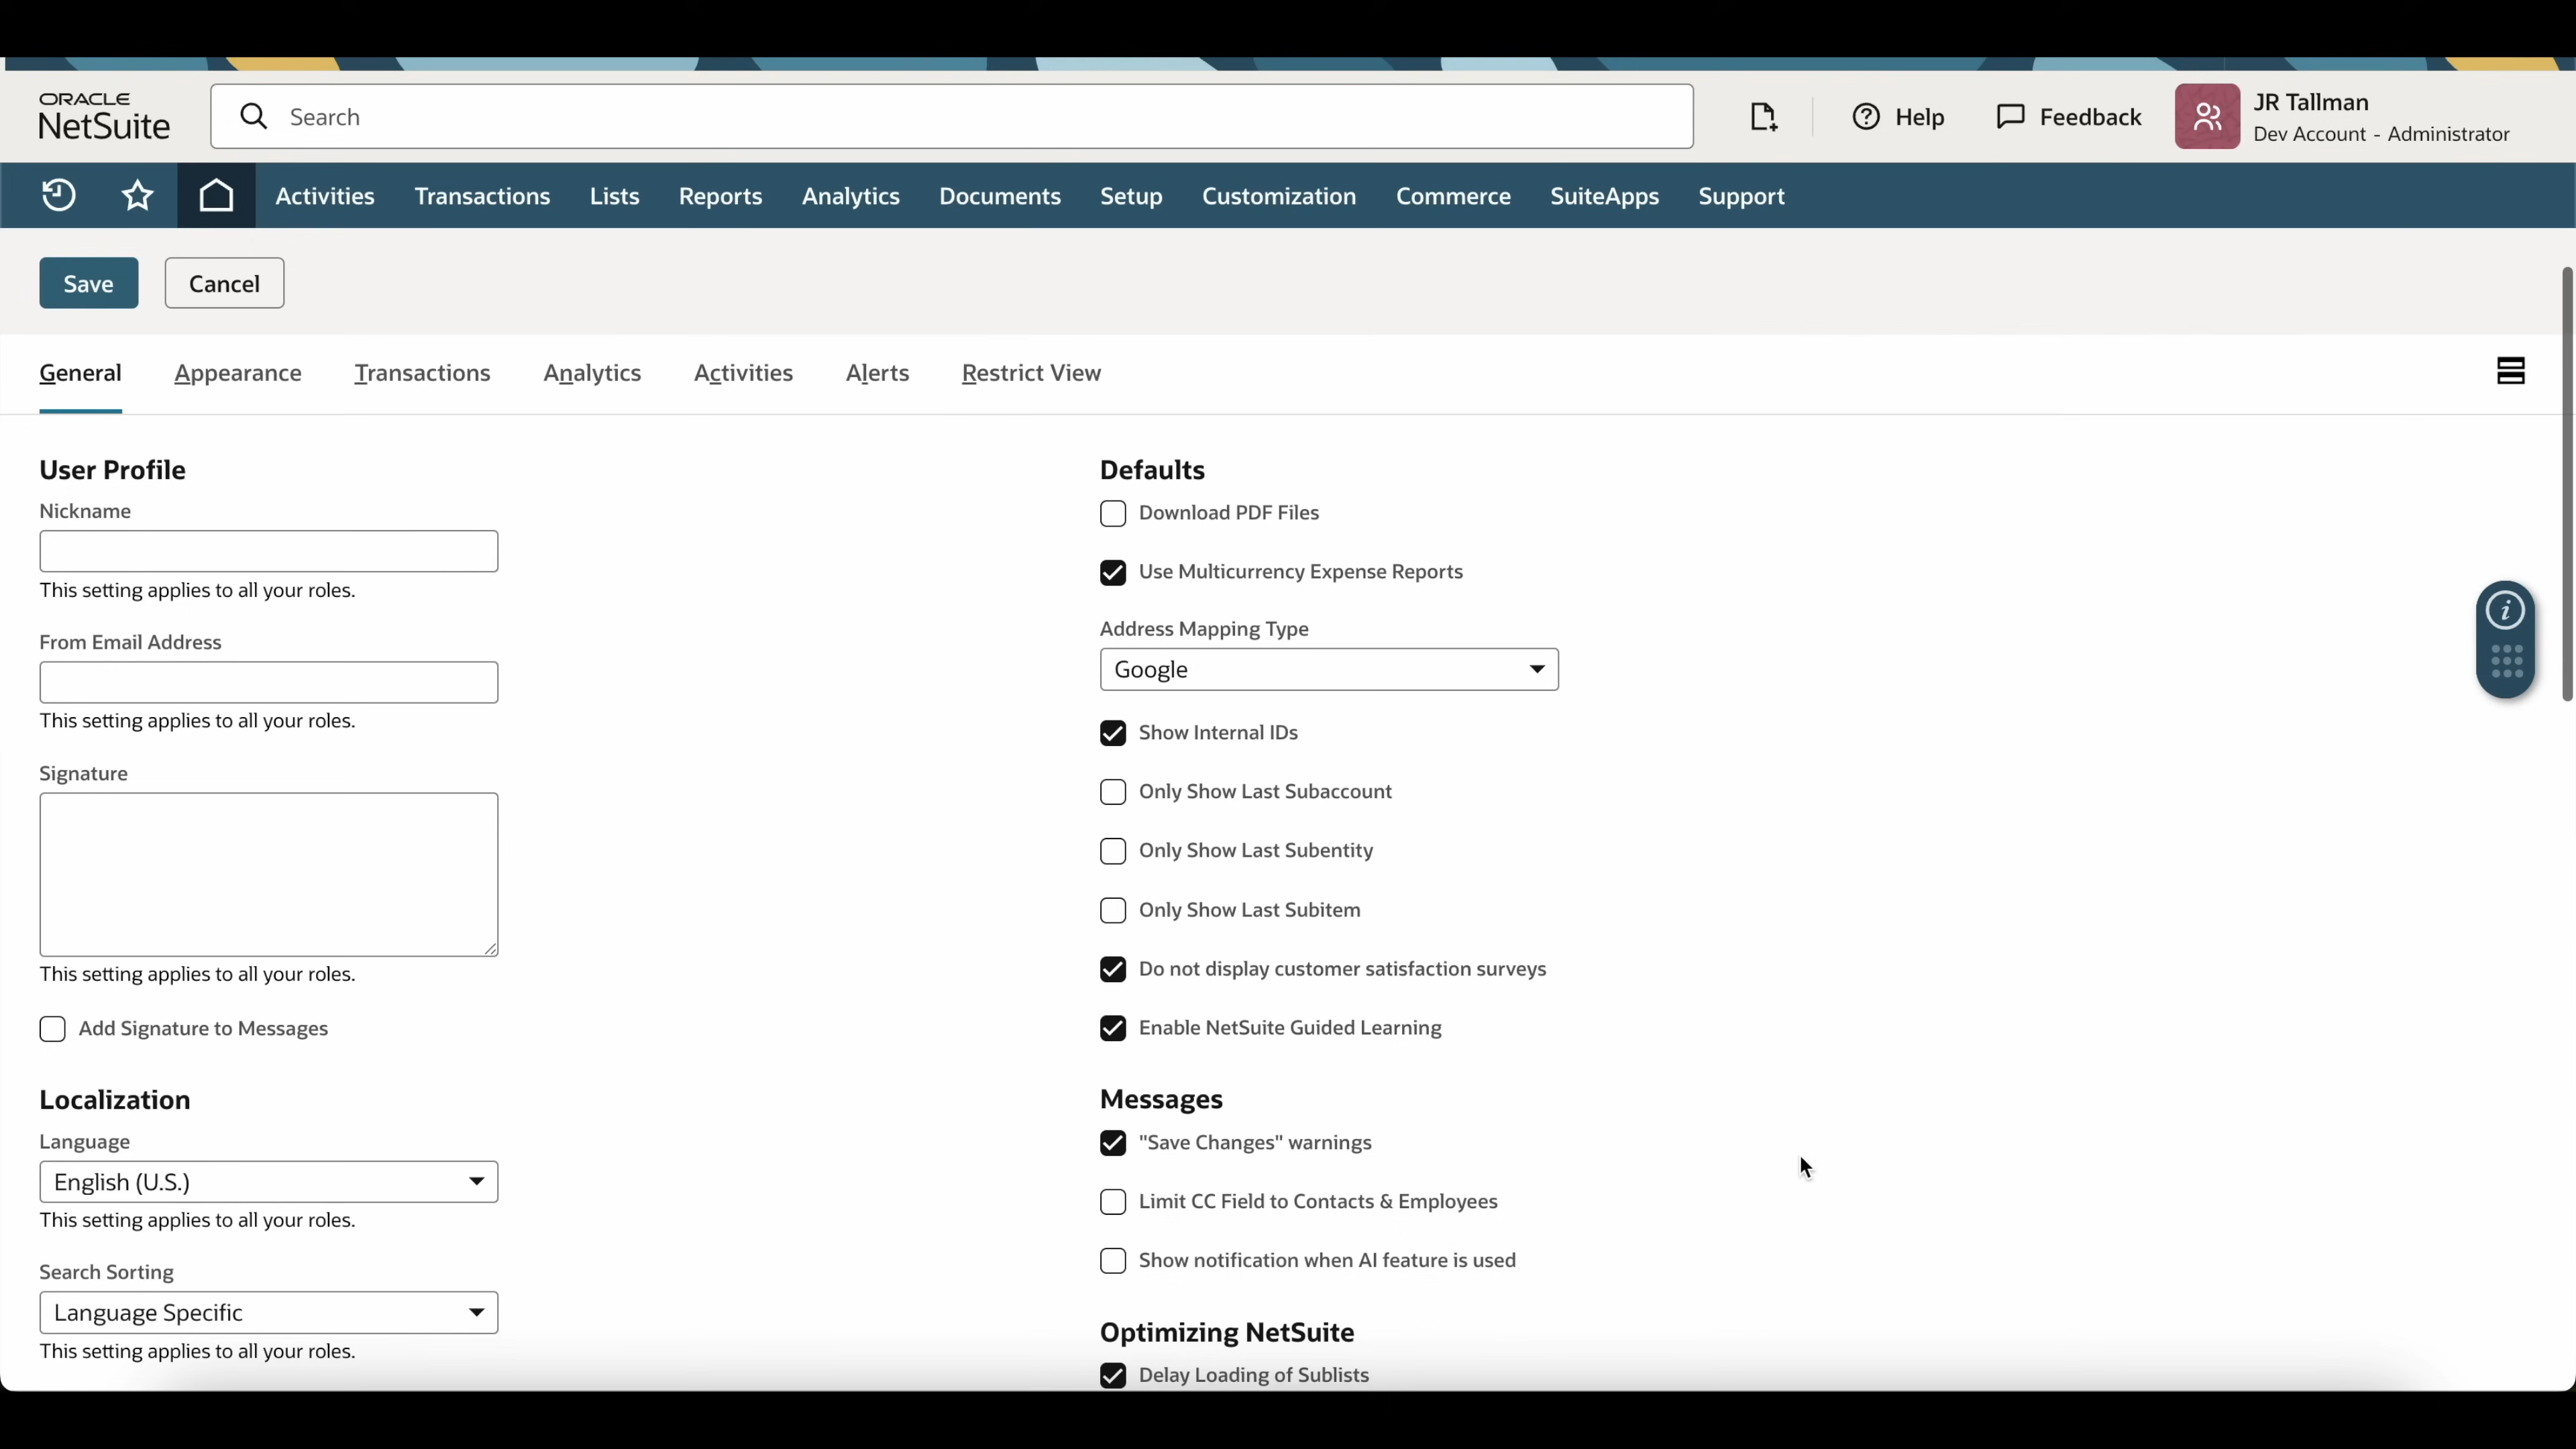 ORACLE
NetSuite
Search
Help
Feedback
JR Tallman
Dev Account - Administrator
Activities
Transactions
Lists
Reports
Analytics
Documents
Setup
Customization
Commerce
SuiteApps
Support
Save
Cancel
General
Appearance
Transactions
Analytics
Activities
Alerts
Restrict View
User Profile
Nickname
This setting applies to all your roles.
From Email Address
This setting applies to all your roles.
Signature
This setting applies to all your roles.
Add Signature to Messages
Localization
Language
English (U.S.)
This setting applies to all your roles.
Search Sorting
Language Specific
This setting applies to all your roles.
Defaults
Download PDF Files
Use Multicurrency Expense Reports
Address Mapping Type
Google
Show Internal IDs
Only Show Last Subaccount
Only Show Last Subentity
Only Show Last Subitem
Do not display customer satisfaction surveys
Enable NetSuite Guided Learning
Messages
"Save Changes" warnings
Limit CC Field to Contacts & Employees
Show notification when AI feature is used
Optimizing NetSuite
Delay Loading of Sublists